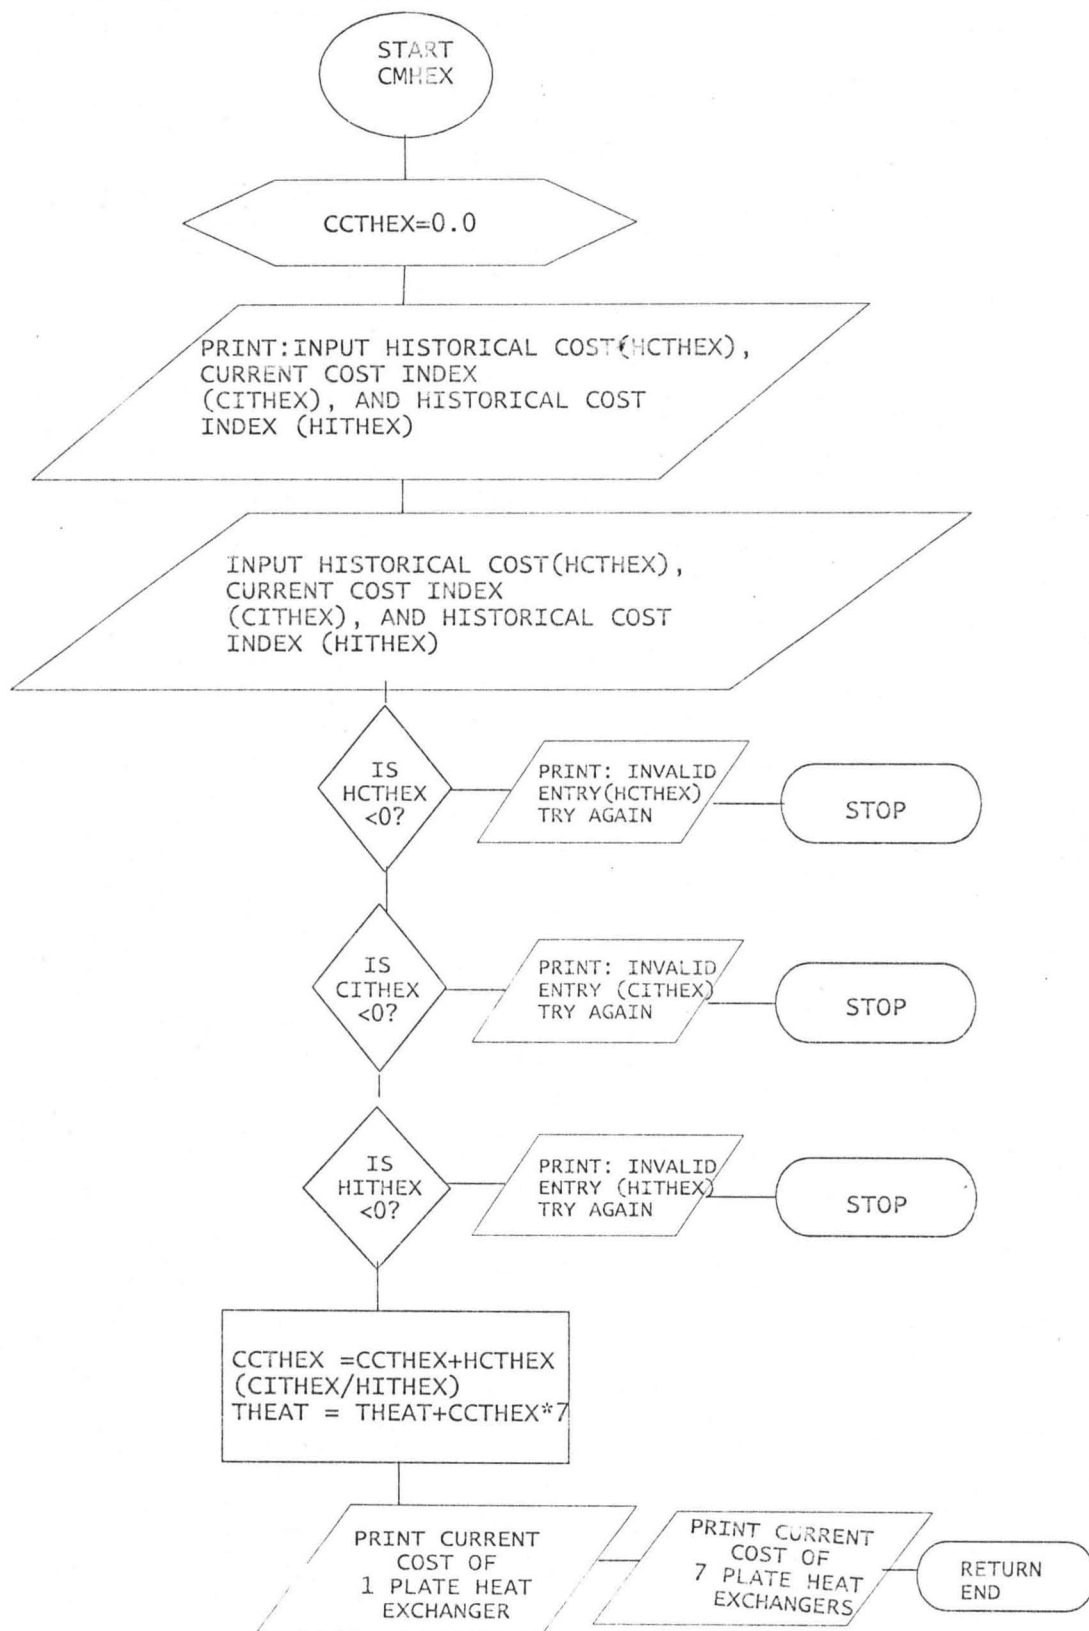 START
CMHEX
CCTHEX=0.0
PRINT:INPUT HISTORICAL COST(HCTHEX),
CURRENT COST INDEX
(CITHEX), AND HISTORICAL COST
INDEX (HITHEX)
INPUT HISTORICAL COST(HCTHEX),
CURRENT COST INDEX
(CITHEX), AND HISTORICAL COST
INDEX (HITHEX)
IS
HCTHEX
<0?
PRINT: INVALID
ENTRY(HCTHEX)
TRY AGAIN
STOP
IS
CITHEX
<0?
PRINT: INVALID
ENTRY (CITHEX)
TRY AGAIN
STOP
IS
HITHEX
<0?
PRINT: INVALID
ENTRY (HITHEX)
TRY AGAIN
STOP
CCTHEX =CCTHEX+HCTHEX
(CITHEX/HITHEX)
THEAT = THEAT+CCTHEX*7
PRINT CURRENT
COST OF
1 PLATE HEAT
EXCHANGER
PRINT CURRENT
COST OF
7 PLATE HEAT
EXCHANGERS
RETURN
END